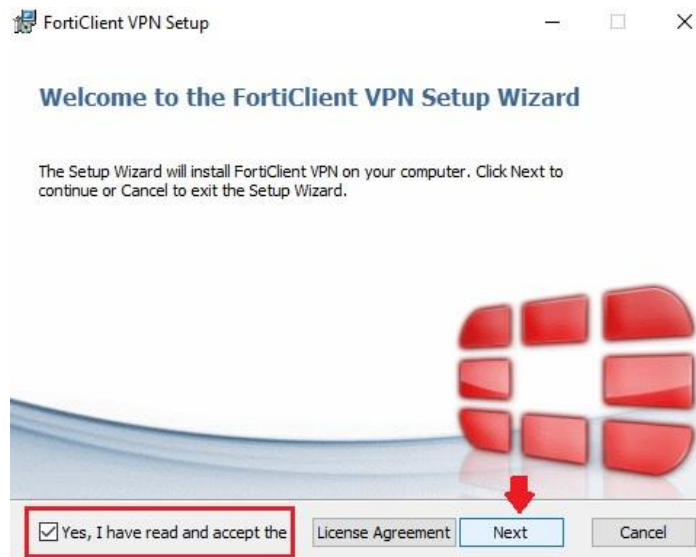 FortiClient VPN Setup
Welcome to the FortiClient VPN Setup Wizard
The Setup Wizard will install FortiClient VPN on your computer. Click Next to
continue or Cancel to exit the Setup Wizard.
Yes, I have read and accept the License Agreement Next Cancel